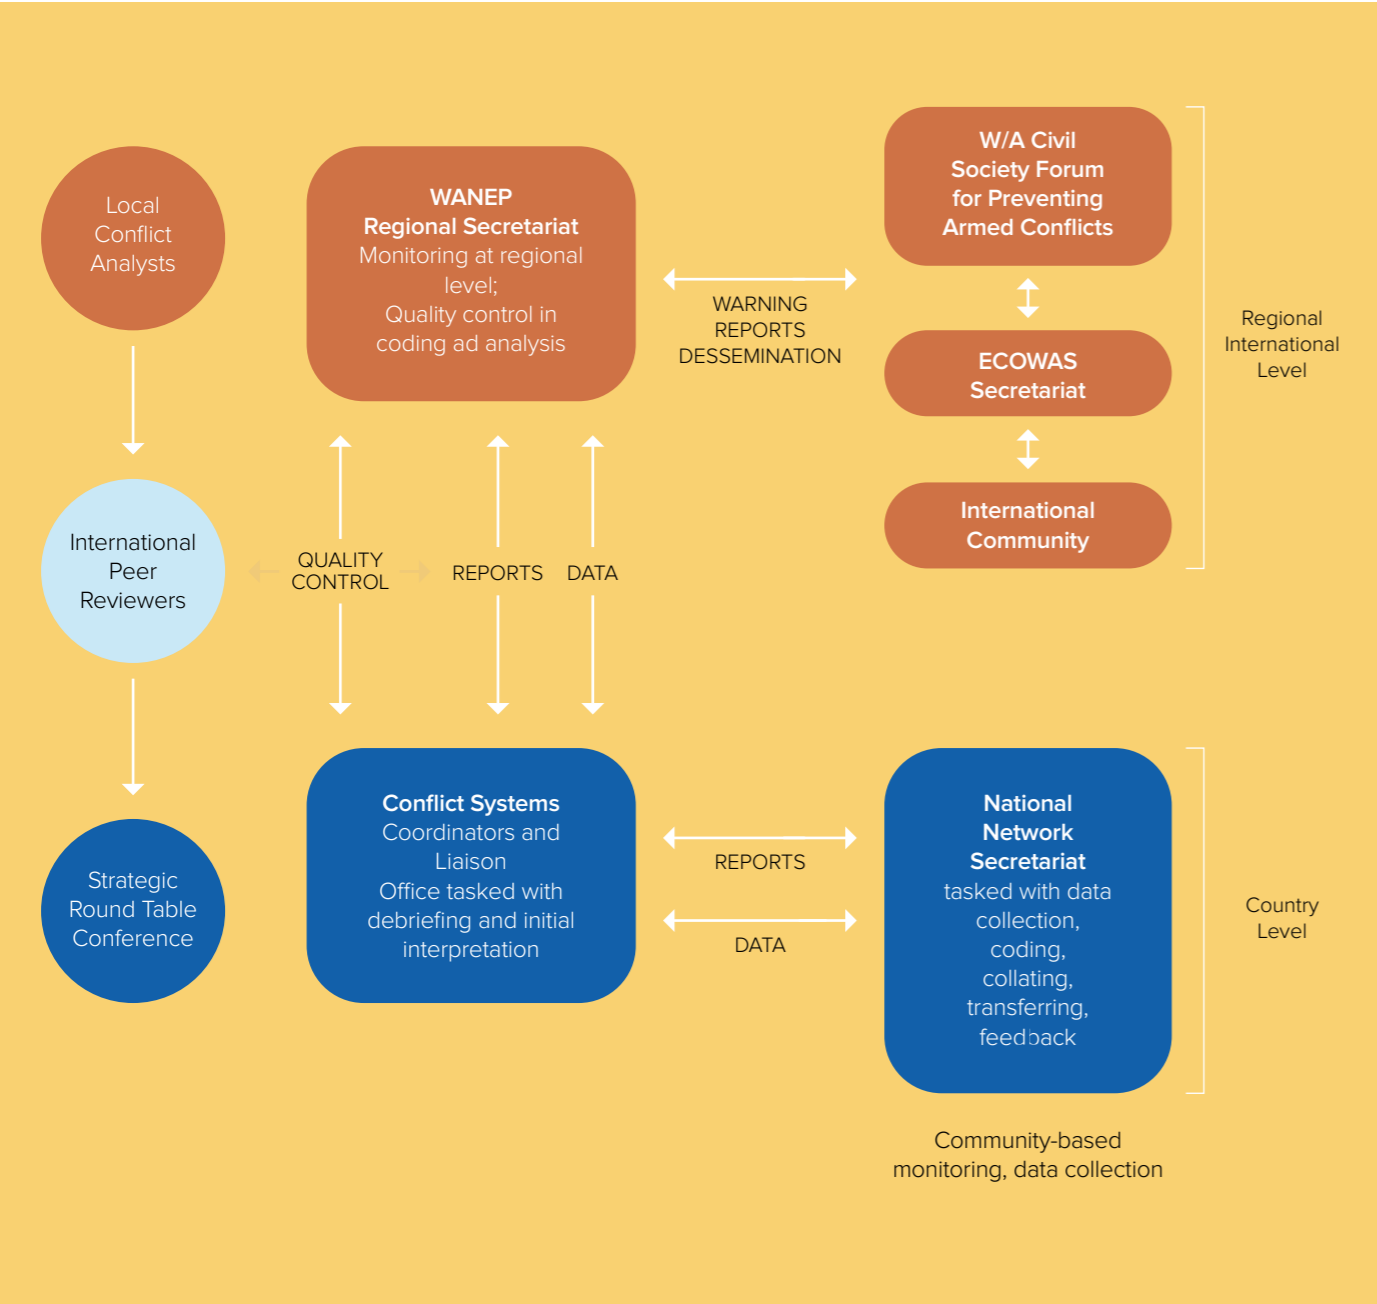 Local
Conflict
Analysts
International
Peer
Reviewers
Strategic
Round Table
Conference
WANEP
Regional Secretariat
Monitoring at regional
level;
Quality control in
coding ad analysis
QUALITY
CONTROL
REPORTS
DATA
Conflict Systems
Coordinators and
Liaison
Office tasked with
debriefing and initial
interpretation
WARNING
REPORTS
DESSEMINATION
REPORTS
DATA
W/A Civil
Society Forum
for Preventing
Armed Conflicts
ECOWAS
Secretariat
International
Community
Regional
International
Level
National
Network
Secretariat
tasked with data
collection,
coding,
collating,
transferring,
feedback
Country
Level
Community-based
monitoring, data collection